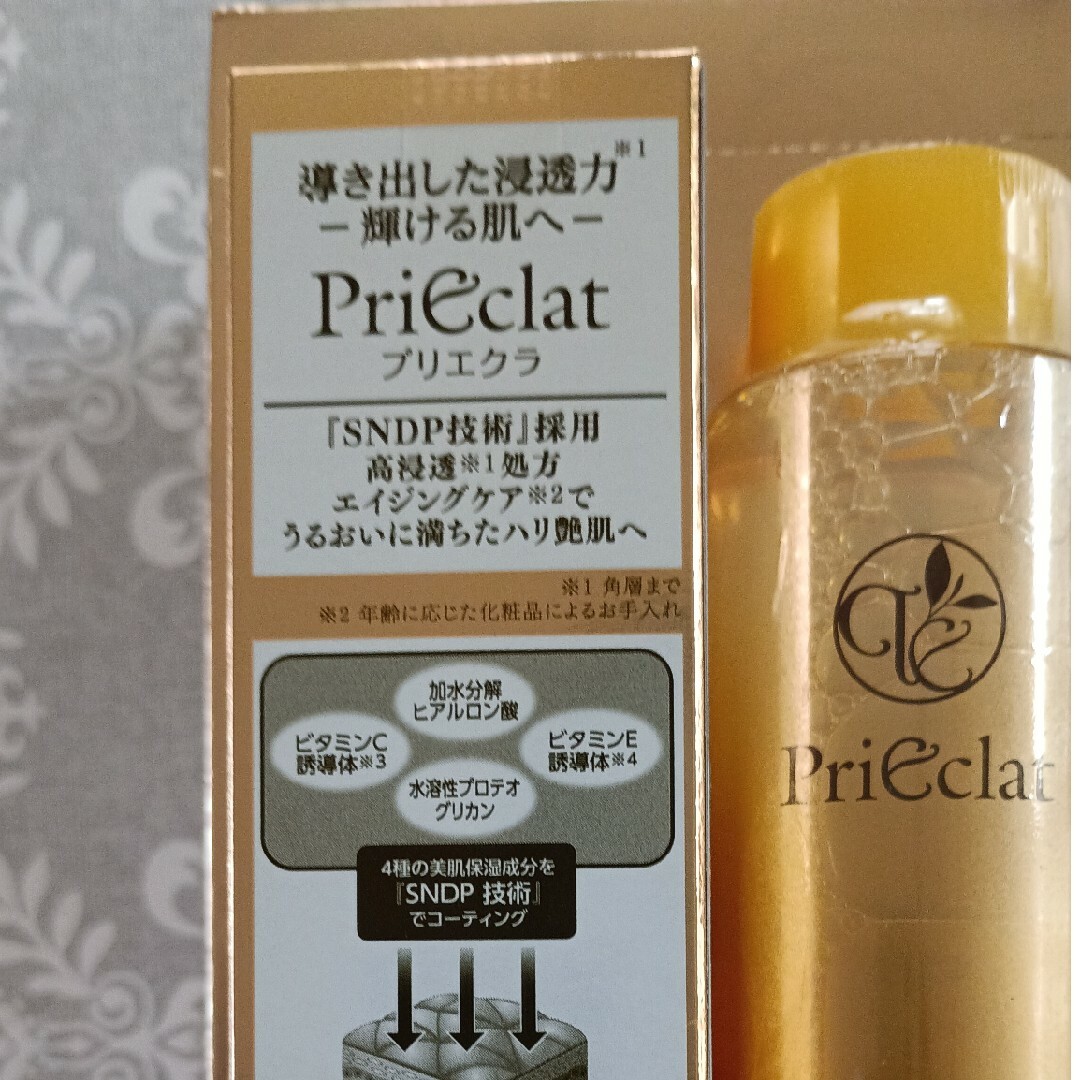 導き出した浸透力※1
－輝ける肌へ－
PriEclat
プリエクラ
『SNDP技術』採用
高浸透※1処方
エイジングケア※2で
うるおいに満ちたハリ艶肌へ
※1 角層まで
※2 年齢に応じた化粧品によるお手入れ
加水分解
ヒアルロン酸
ビタミンC
誘導体※3
ビタミンE
誘導体※4
水溶性プロテオ
グリカン
4種の美肌保湿成分を
『SNDP 技術』
でコーティング
PriEclat